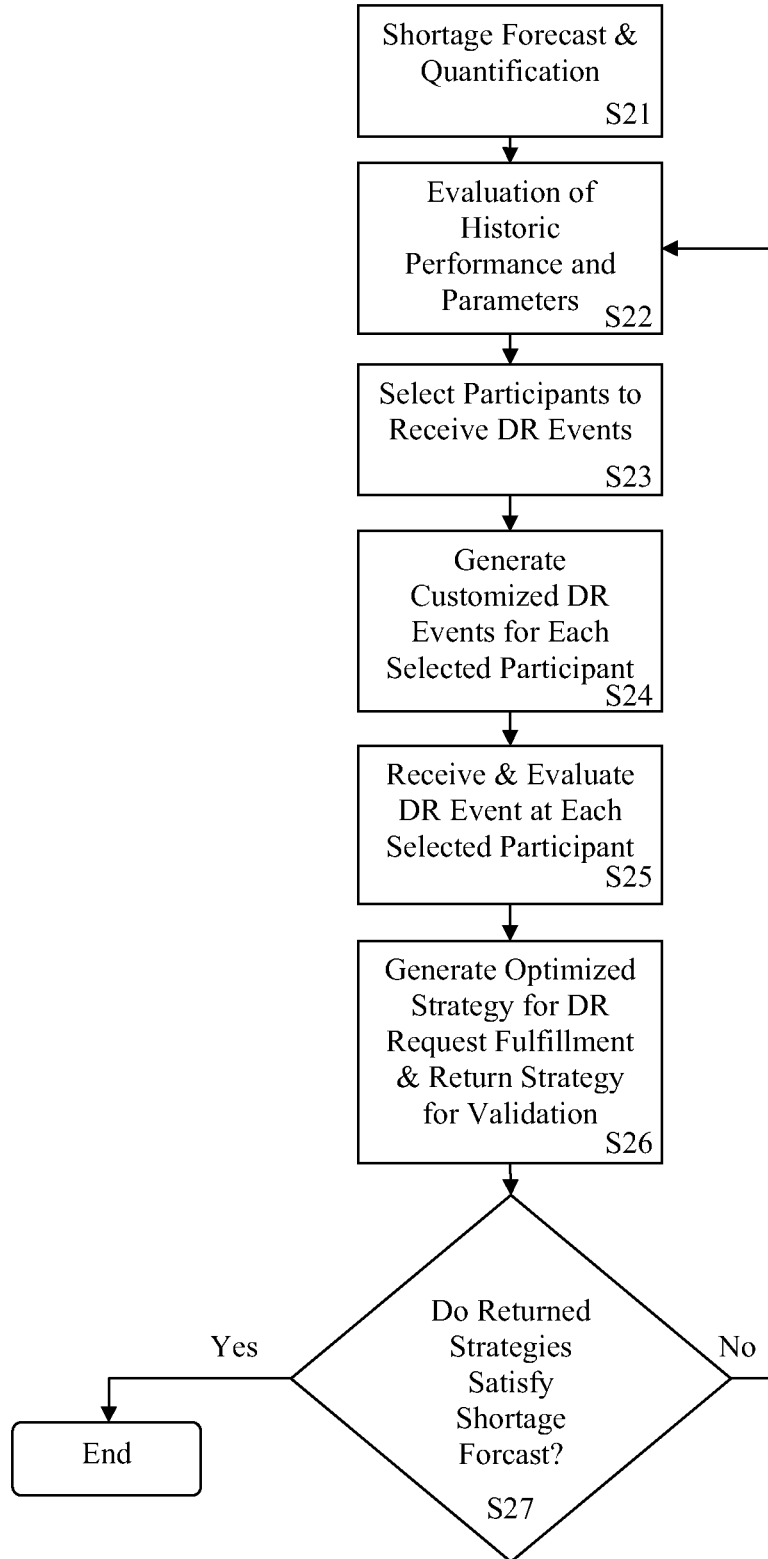 Shortage Forecast &
Quantification
S21
Evaluation of
Historic
Performance and
Parameters
S22
Select Participants to
Receive DR Events
S23
Generate
Customized DR
Events for Each
Selected Participant
S24
Receive & Evaluate
DR Event at Each
Selected Participant
S25
Generate Optimized
Strategy for DR
Request Fulfillment
& Return Strategy
for Validation
S26
Do Returned
Strategies
Satisfy
Shortage
Forcast?
S27
Yes
No
End